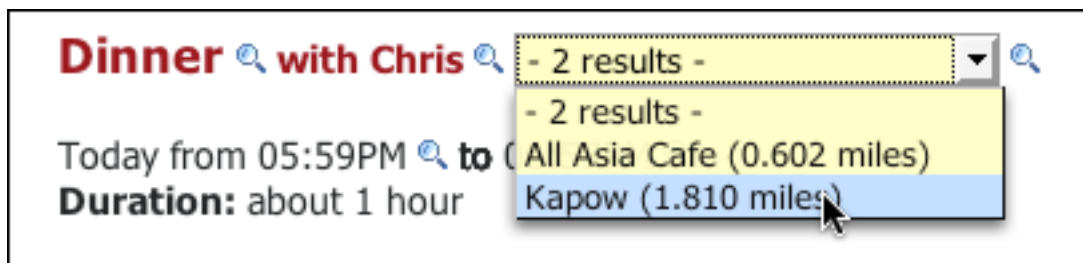 Dinner with Chris - 2 results -
- 2 results -
Today from 05:59PM to All Asia Cafe (0.602 miles)
Duration: about 1 hour Kapow (1.810 miles)